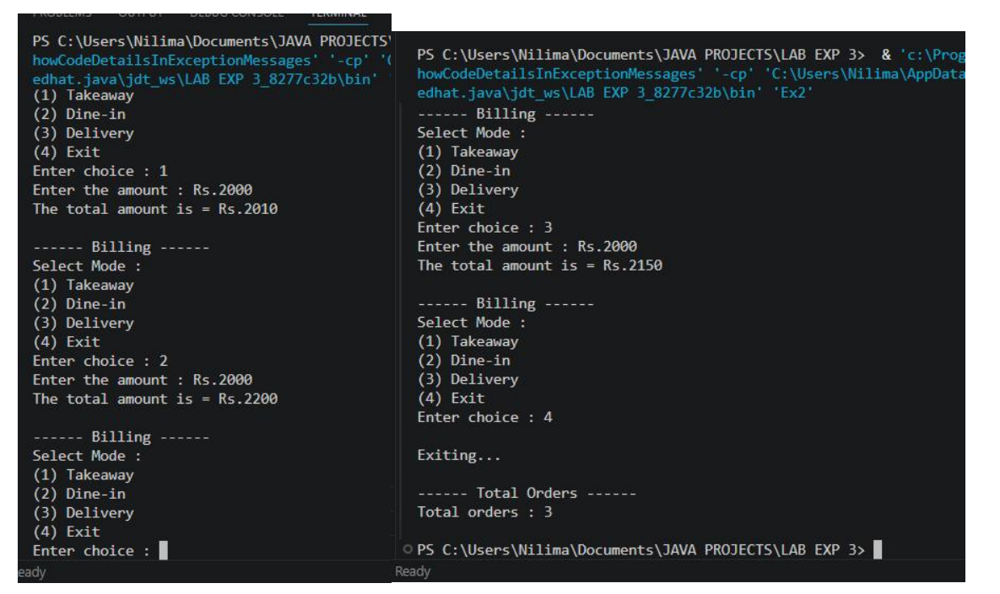 PROBLEMS OUTPUT DEBUG CONSOLE TERMINAL
PS C:\Users\Nilima\Documents\JAVA PROJECTS\
howCodeDetailsInExceptionMessages' '-cp' '
edhat.java\jdt_ws\LAB EXP 3_8277c32b\bin'
(1) Takeaway
(2) Dine-in
(3) Delivery
(4) Exit
Enter choice : 1
Enter the amount : Rs.2000
The total amount is = Rs.2010
------ Billing ------
Select Mode :
(1) Takeaway
(2) Dine-in
(3) Delivery
(4) Exit
Enter choice : 2
Enter the amount : Rs.2000
The total amount is = Rs.2200
------ Billing ------
Select Mode :
(1) Takeaway
(2) Dine-in
(3) Delivery
(4) Exit
Enter choice :
eady
PS C:\Users\Nilima\Documents\JAVA PROJECTS\LAB EXP 3> & 'c:\Prog
howCodeDetailsInExceptionMessages' '-cp' 'C:\Users\Nilima\AppData
edhat.java\jdt_ws\LAB EXP 3_8277c32b\bin' 'Ex2'
------ Billing ------
Select Mode :
(1) Takeaway
(2) Dine-in
(3) Delivery
(4) Exit
Enter choice : 3
Enter the amount : Rs.2000
The total amount is = Rs.2150
------ Billing ------
Select Mode :
(1) Takeaway
(2) Dine-in
(3) Delivery
(4) Exit
Enter choice : 4
Exiting...
------ Total Orders ------
Total orders : 3
PS C:\Users\Nilima\Documents\JAVA PROJECTS\LAB EXP 3>
Ready